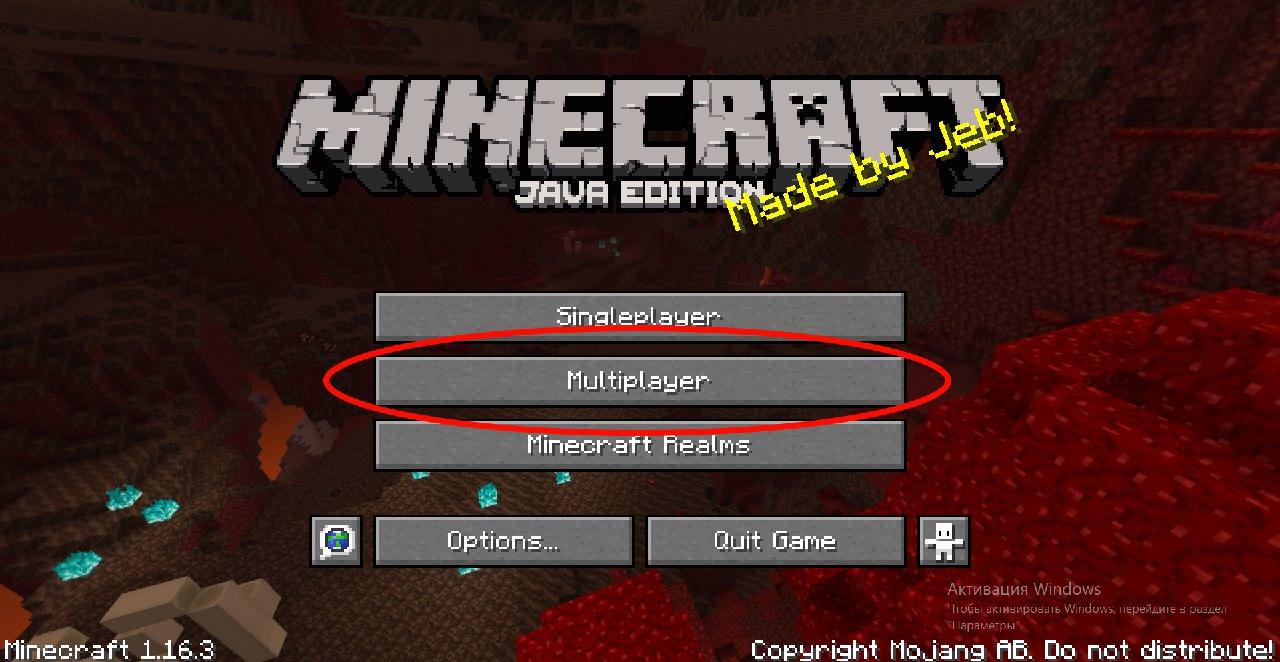 MINECRAFT
JAVA EDITION
Made by Jeb!
Singleplayer
Multiplayer
Minecraft Realms
Options...
Quit Game
Активация Windows
Чтобы активировать Windows, перейдите в раздел
"Параметры".
Minecraft 1.16.3
Copyright Mojang AB. Do not distribute!